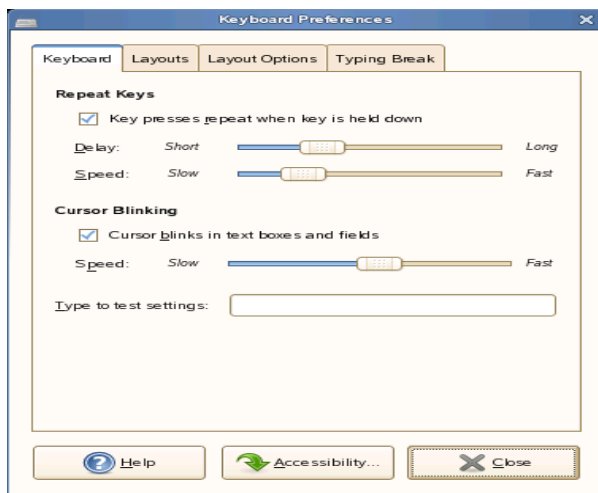 Keyboard Preferences
Keyboard Layouts Layout Options Typing Break
Repeat Keys
Key presses repeat when key is held down
Delay: Short Long
Speed: Slow Fast
Cursor Blinking
Cursor blinks in text boxes and fields
Speed: Slow Fast
Type to test settings:
Help Accessibility... Close